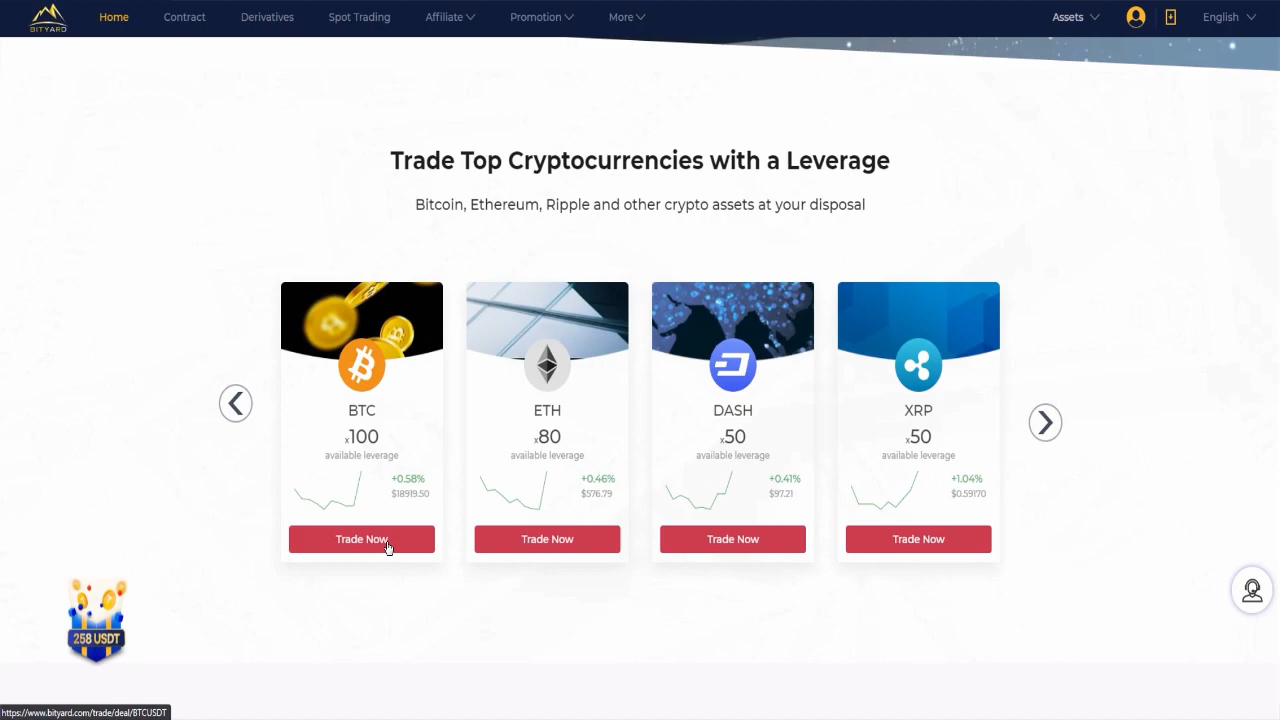 BITYARD
Home
Contract
Derivatives
Spot Trading
Affiliate
Promotion
More
Assets
English
Trade Top Cryptocurrencies with a Leverage
Bitcoin, Ethereum, Ripple and other crypto assets at your disposal
BTC
x100
available leverage
+0.58%
$18919.50
Trade Now
ETH
x80
available leverage
+0.46%
$576.79
Trade Now
DASH
x50
available leverage
+0.41%
$97.21
Trade Now
XRP
x50
available leverage
+1.04%
$0.59170
Trade Now
258 USDT
https://www.bityard.com/trade/deal/BTCUSDT